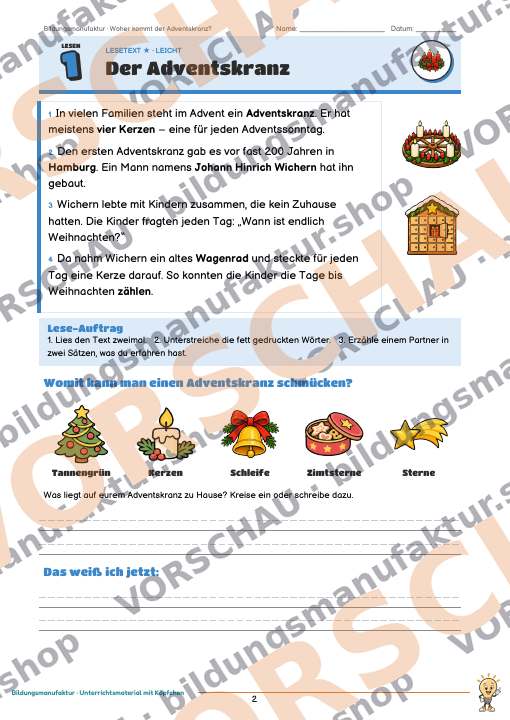 Bildungsmanufaktur · Woher kommt der Adventskranz? Name: Datum:
LESEN
1
LESETEXT ★ · LEICHT
Der Adventskranz
1 In vielen Familien steht im Advent ein Adventskranz. Er hat
meistens vier Kerzen – eine für jeden Adventssonntag.
2 Den ersten Adventskranz gab es vor fast 200 Jahren in
Hamburg. Ein Mann namens Johann Hinrich Wichern hat ihn
gebaut.
3 Wichern lebte mit Kindern zusammen, die kein Zuhause
hatten. Die Kinder fragten jeden Tag: „Wann ist endlich
Weihnachten?“
4 Da nahm Wichern ein altes Wagenrad und steckte für jeden
Tag eine Kerze darauf. So konnten die Kinder die Tage bis
Weihnachten zählen.
Lese-Auftrag
1. Lies den Text zweimal. 2. Unterstreiche die fett gedruckten Wörter. 3. Erzähle einem Partner in
zwei Sätzen, was du erfahren hast.
Womit kann man einen Adventskranz schmücken?
Tannengrün Kerzen Schleife Zimtsterne Sterne
Was liegt auf eurem Adventskranz zu Hause? Kreise ein oder schreibe dazu.
Das weiß ich jetzt:
Bildungsmanufaktur · Unterrichtsmaterial mit Köpfchen
2
VORSCHAU · bildungsmanufaktur.shop
VORSCHAU